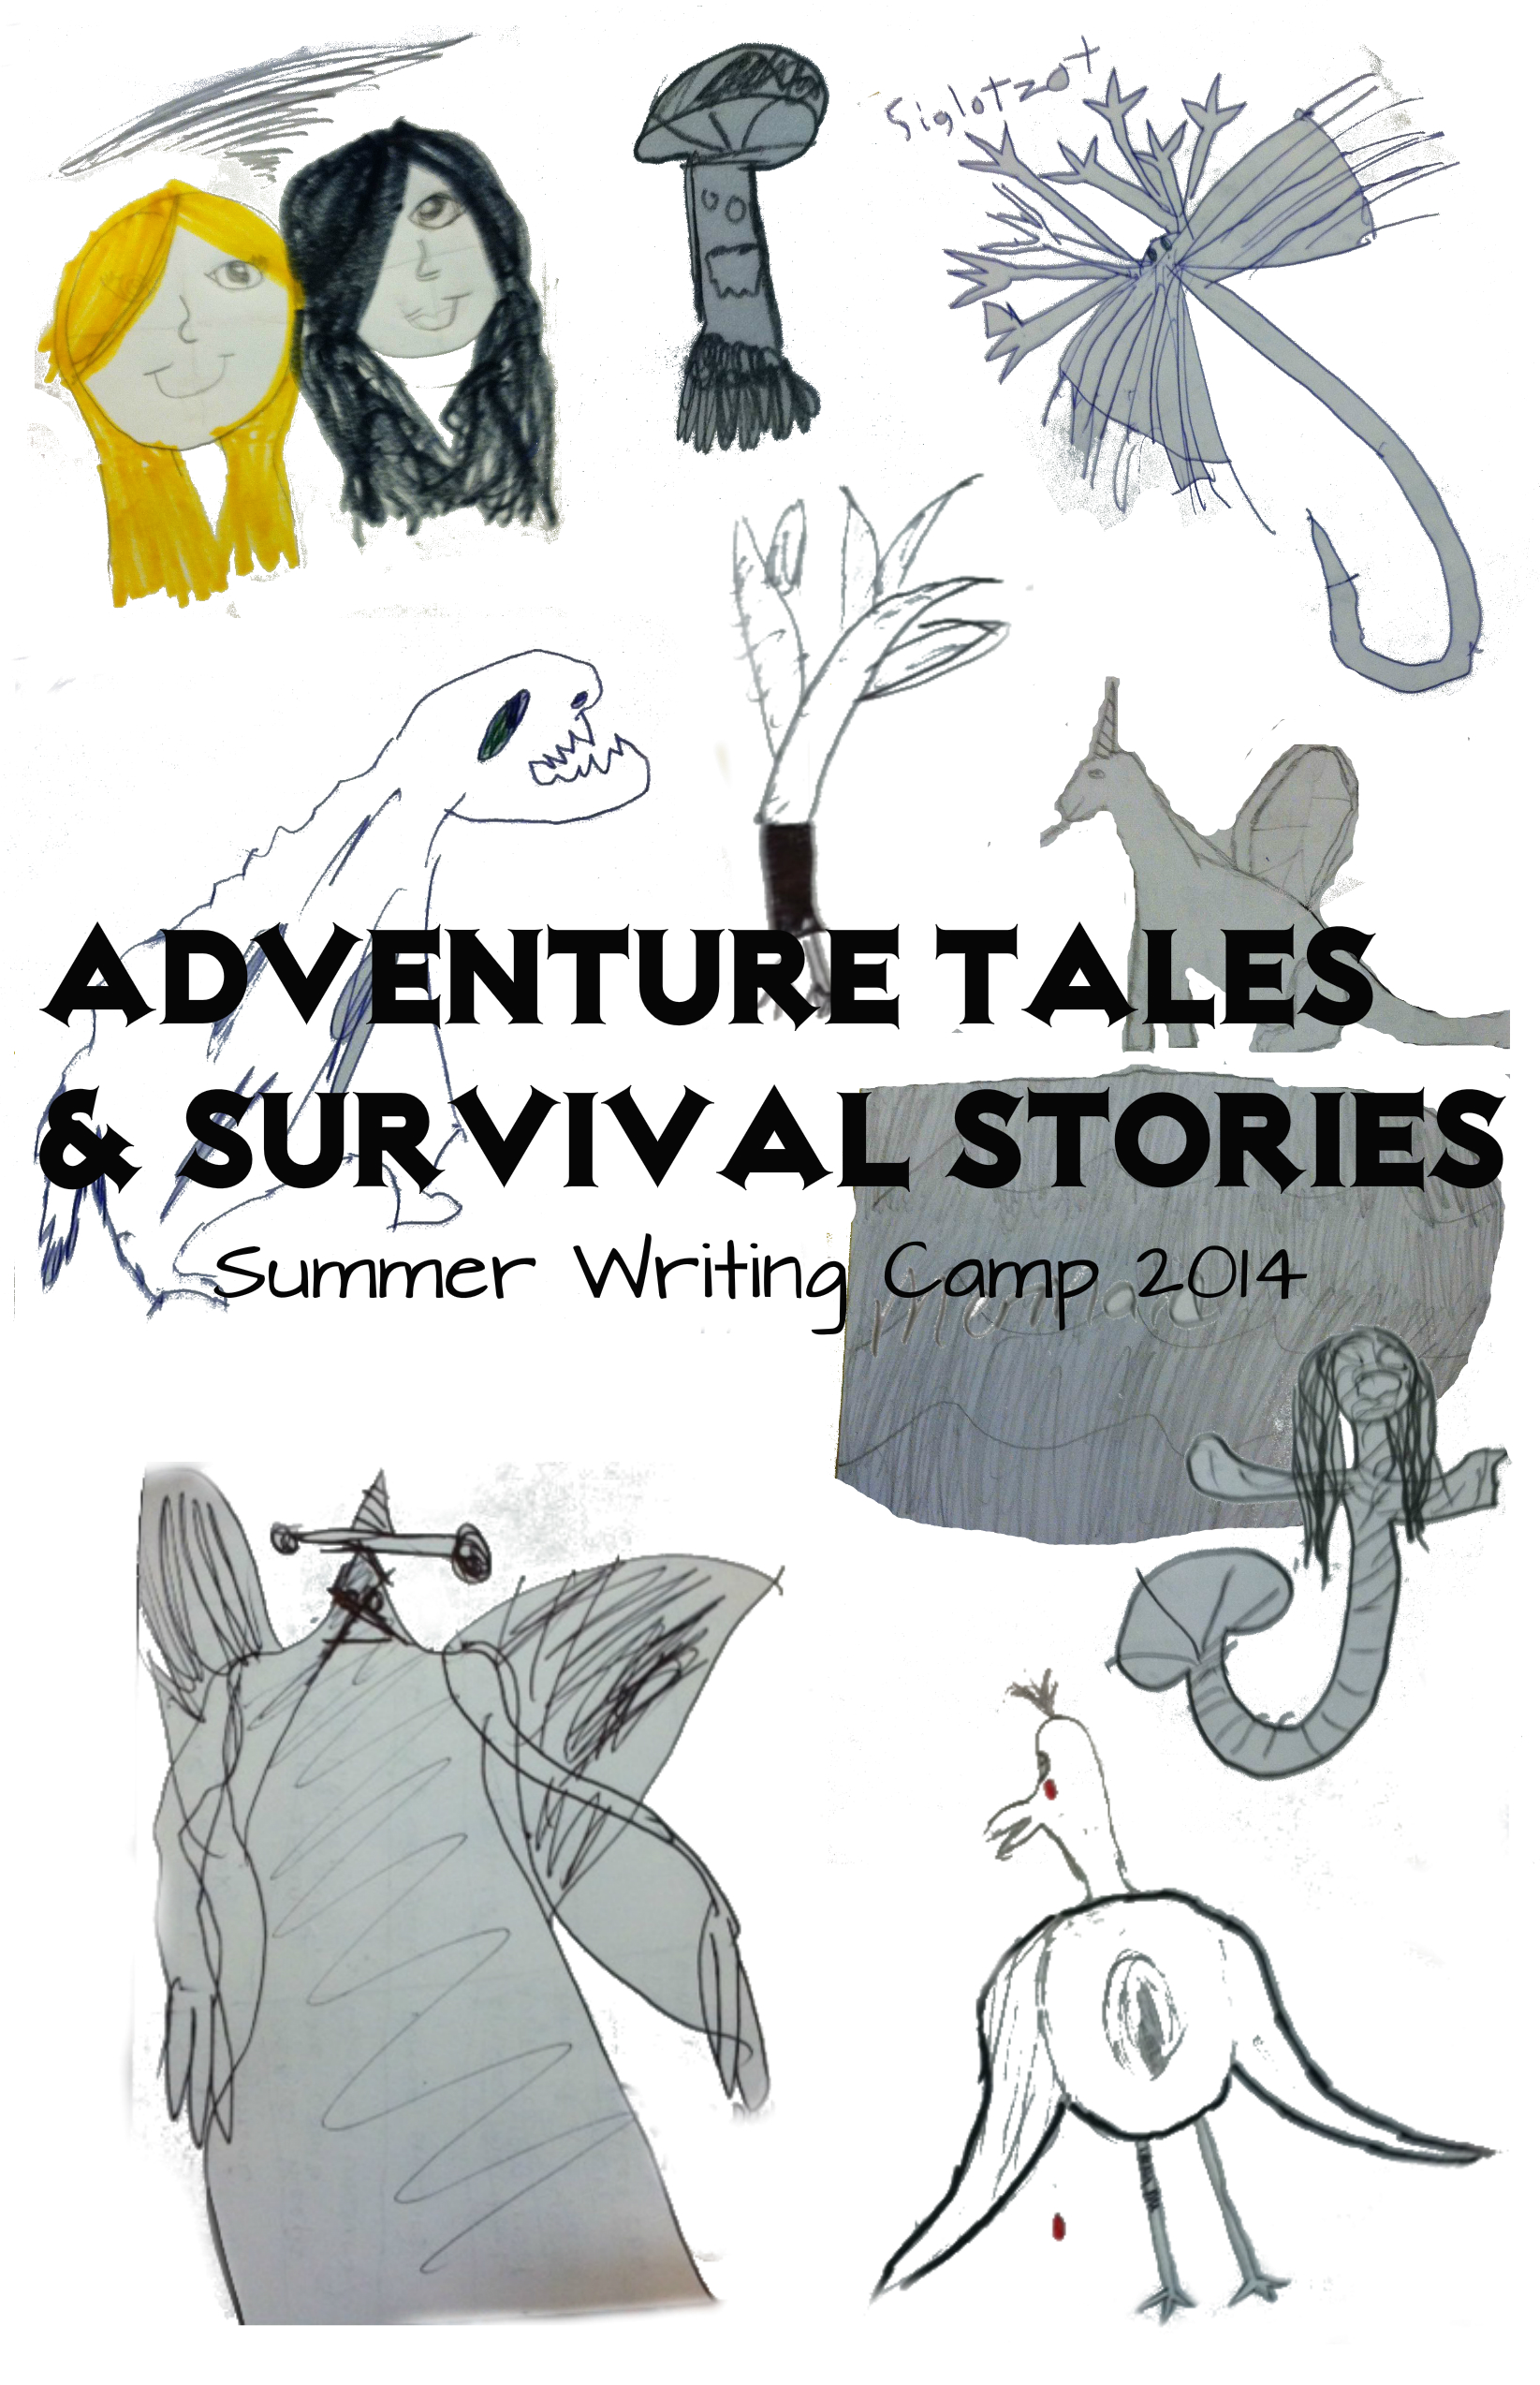 Siglotzot
ADVENTURE TALES
& SURVIVAL STORIES
Summer Writing Camp 2014